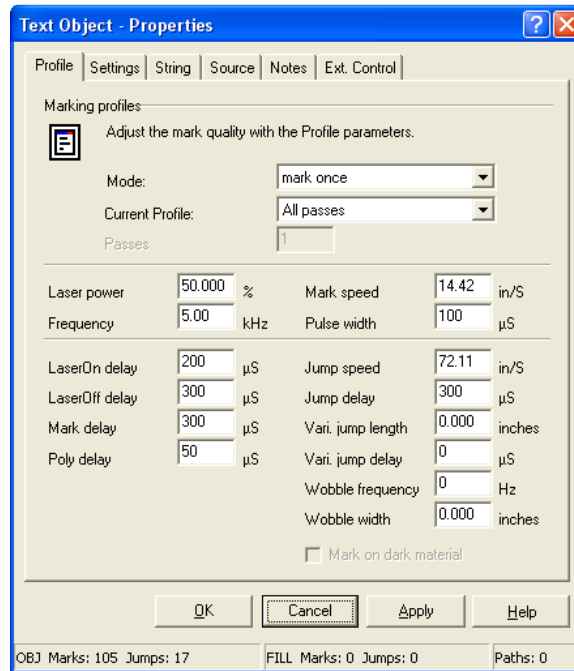 Text Object - Properties
Profile Settings String Source Notes Ext. Control
Marking profiles
Adjust the mark quality with the Profile parameters.
Mode: mark once
Current Profile: All passes
Passes 1
Laser power 50.000 % Mark speed 14.42 in/S
Frequency 5.00 kHz Pulse width 100 µS
LaserOn delay 200 µS Jump speed 72.11 in/S
LaserOff delay 300 µS Jump delay 300 µS
Mark delay 300 µS Vari. jump length 0.000 inches
Poly delay 50 µS Vari. jump delay 0 µS
Wobble frequency 0 Hz
Wobble width 0.000 inches
Mark on dark material
OK Cancel Apply Help
OBJ Marks: 105 Jumps: 17 FILL Marks: 0 Jumps: 0 Paths: 0